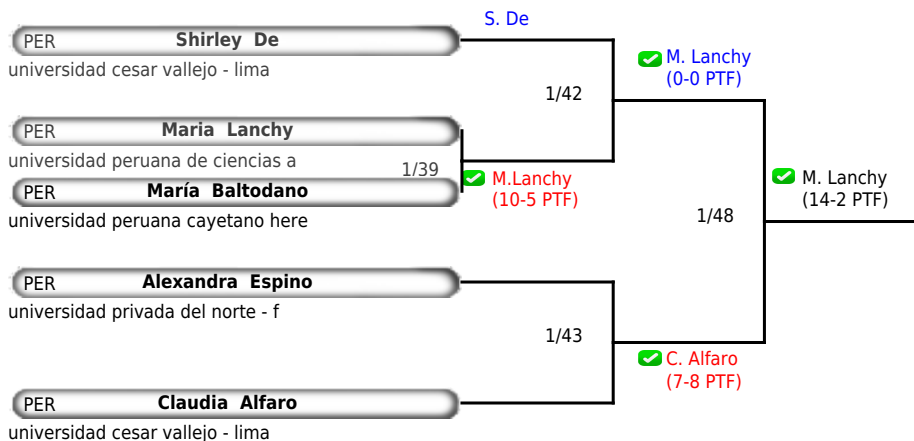 S. De
PER Shirley De
universidad cesar vallejo - lima
M. Lanchy
(0-0 PTF)
1/42
PER Maria Lanchy
universidad peruana de ciencias a
1/39
M.Lanchy
(10-5 PTF)
M. Lanchy
(14-2 PTF)
PER María Baltodano
universidad peruana cayetano here
1/48
PER Alexandra Espino
universidad privada del norte - f
1/43
C. Alfaro
(7-8 PTF)
PER Claudia Alfaro
universidad cesar vallejo - lima